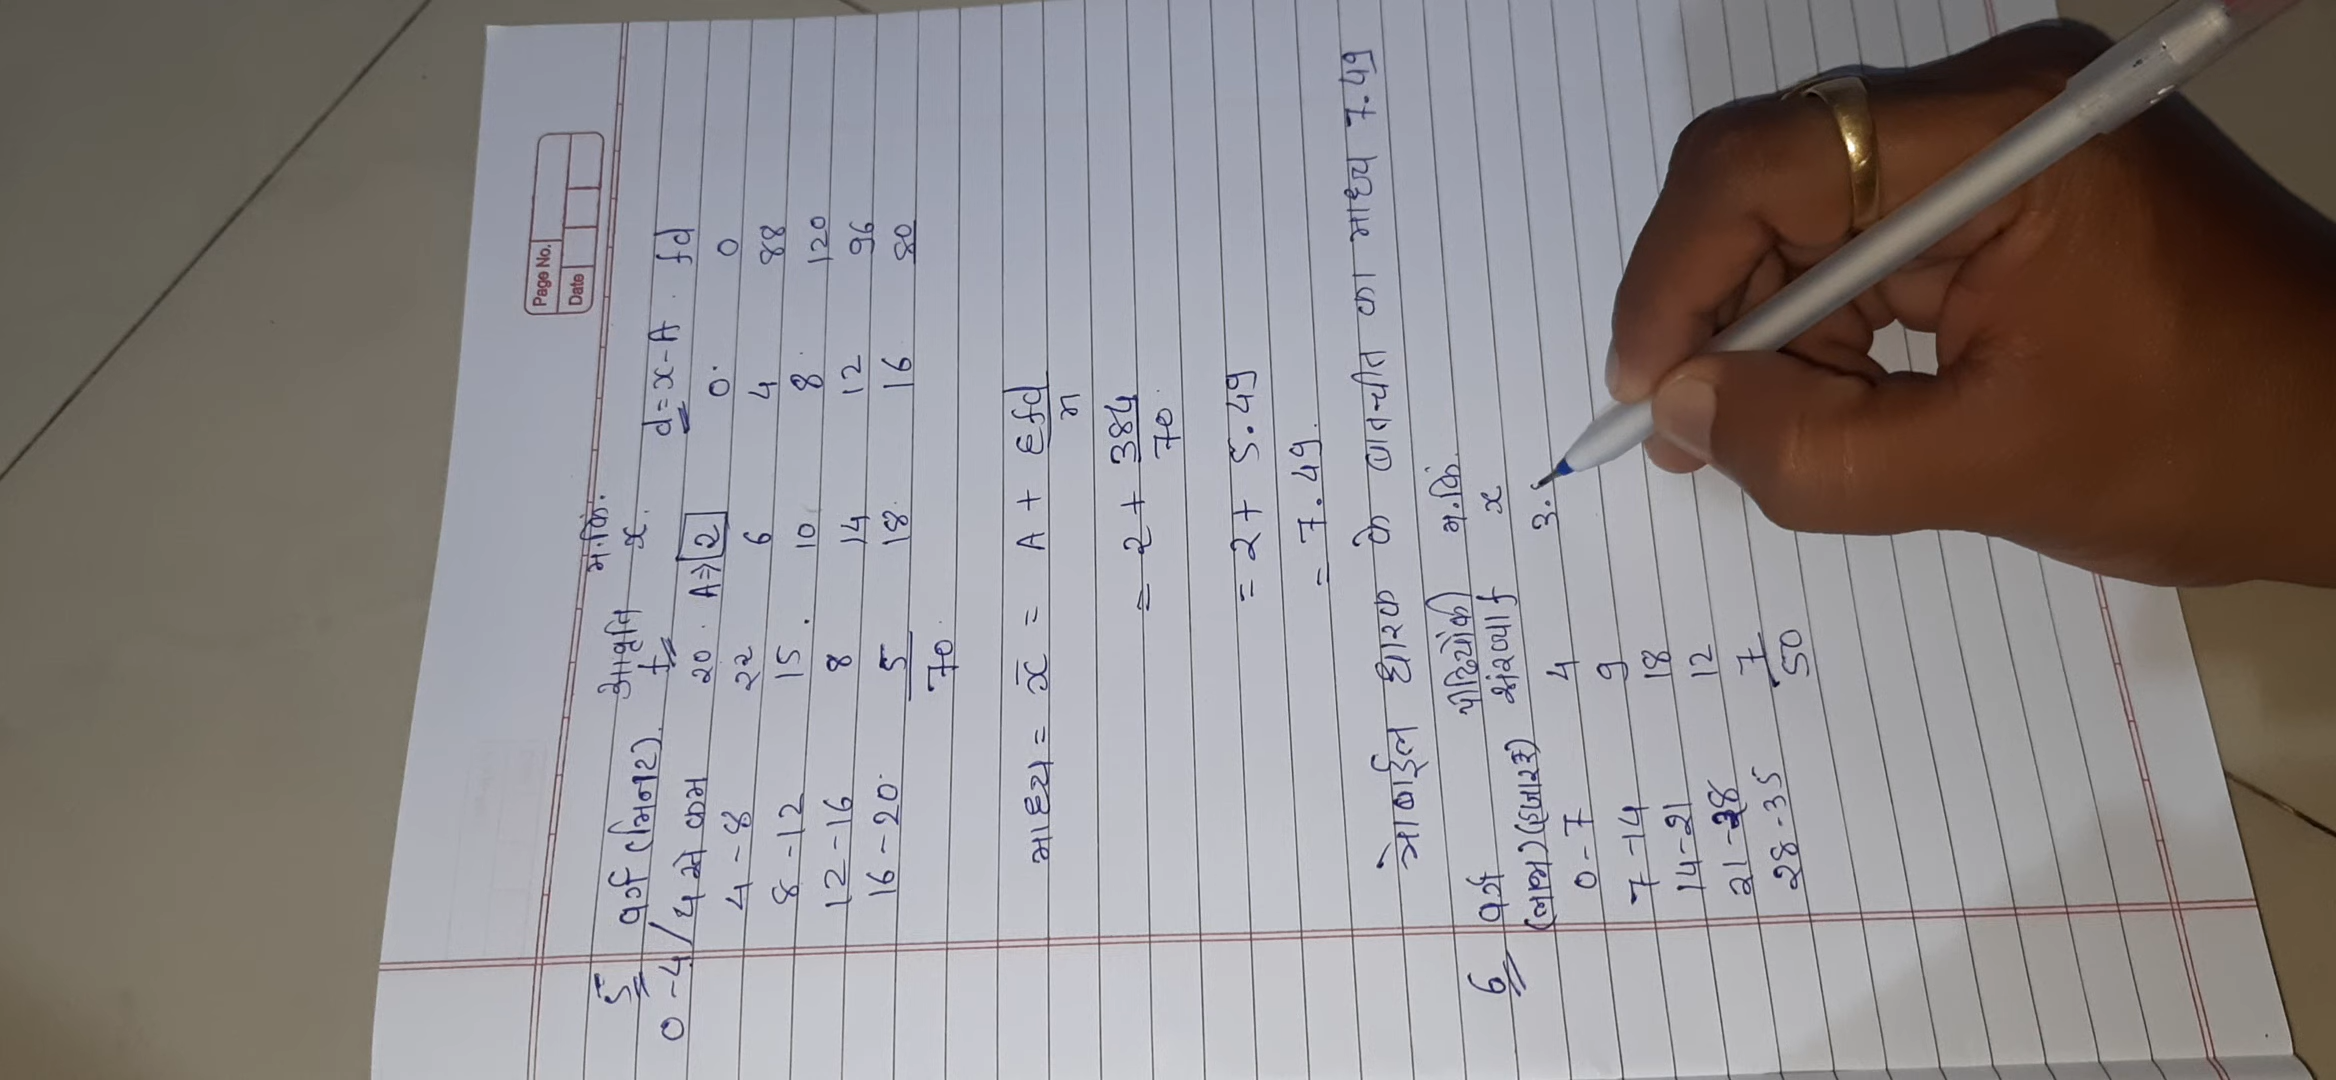 Page No.
Date
म.कि.
5 वर्ग (मिनट). आवृति x. d=x-A. fd
f
0-4/4 से कम 20. A⇒2 0. 0
4-8 22 6 4 88
8-12 15. 10 8. 120
12-16 8 14 12 96
16-20. 5 18. 16. 80
70.
माध्य = x̄ = A + Σfd
n
= 2 + 384
70.
= 2 + 5.49
= 7.49.
मोबाईल धारक के बातचीत का माध्य 7.49
6 वर्ग म.कि.
संख्या f x
0-7 4 3.
7-14 9
14-21 18
21-28 12
28-35 7
50